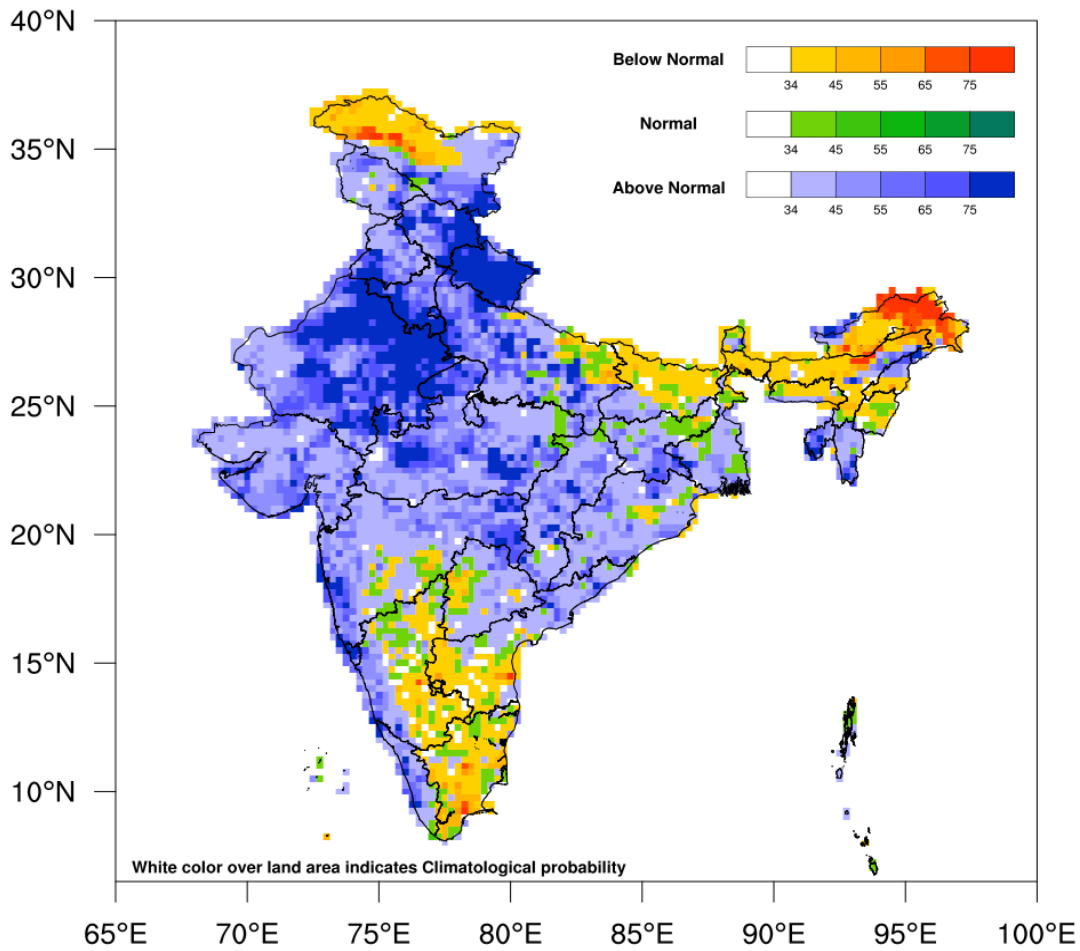 40°N
Below Normal
34 45 55 65 75
Normal
34 45 55 65 75
35°N
Above Normal
34 45 55 65 75
30°N
25°N
20°N
15°N
10°N
White color over land area indicates Climatological probability
65°E 70°E 75°E 80°E 85°E 90°E 95°E 100°E